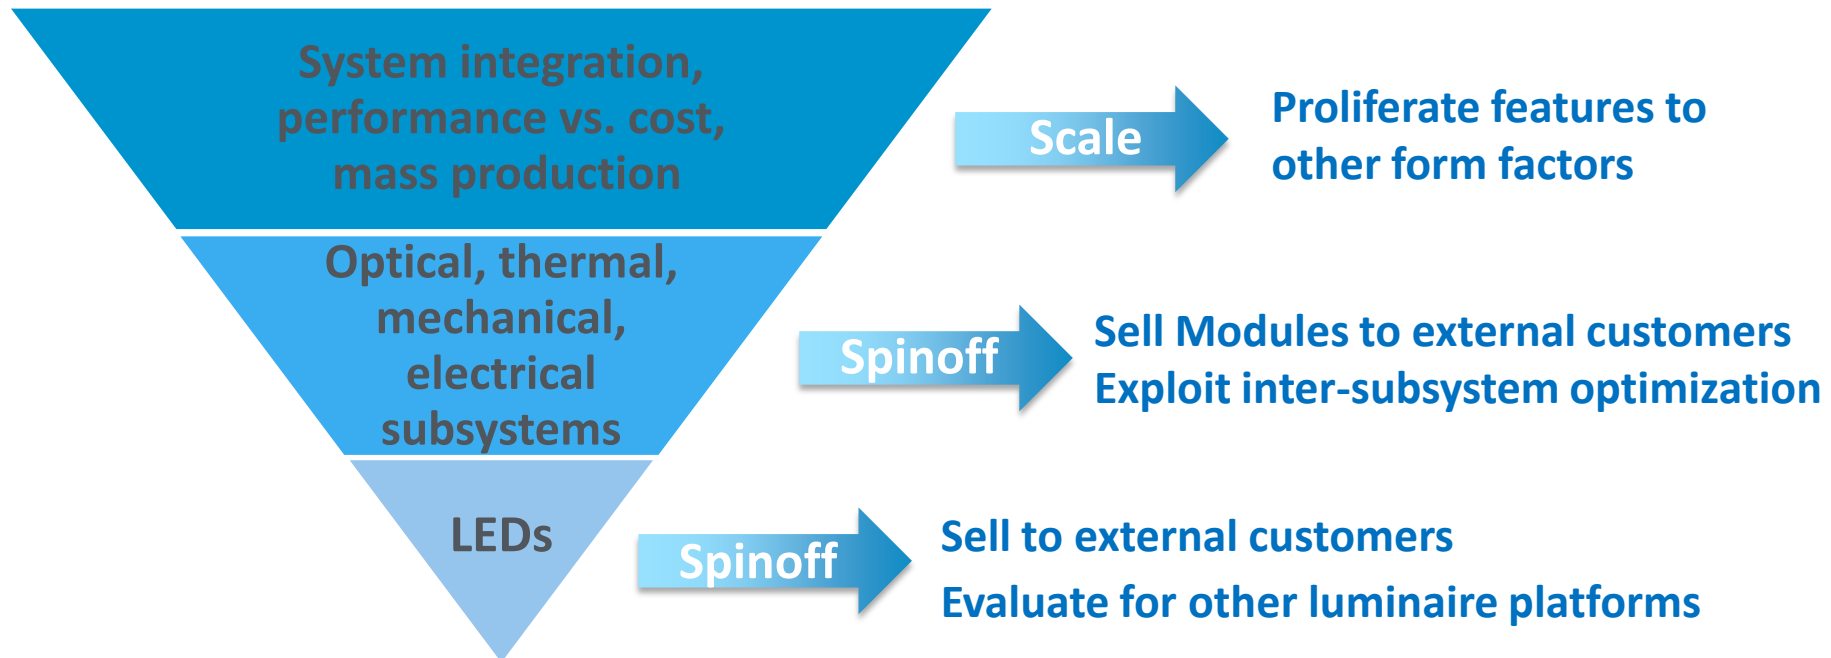 System integration,
performance vs. cost,
mass production
Scale
Proliferate features to
other form factors
Optical, thermal,
mechanical,
electrical
subsystems
Spinoff
Sell Modules to external customers
Exploit inter-subsystem optimization
LEDs
Spinoff
Sell to external customers
Evaluate for other luminaire platforms